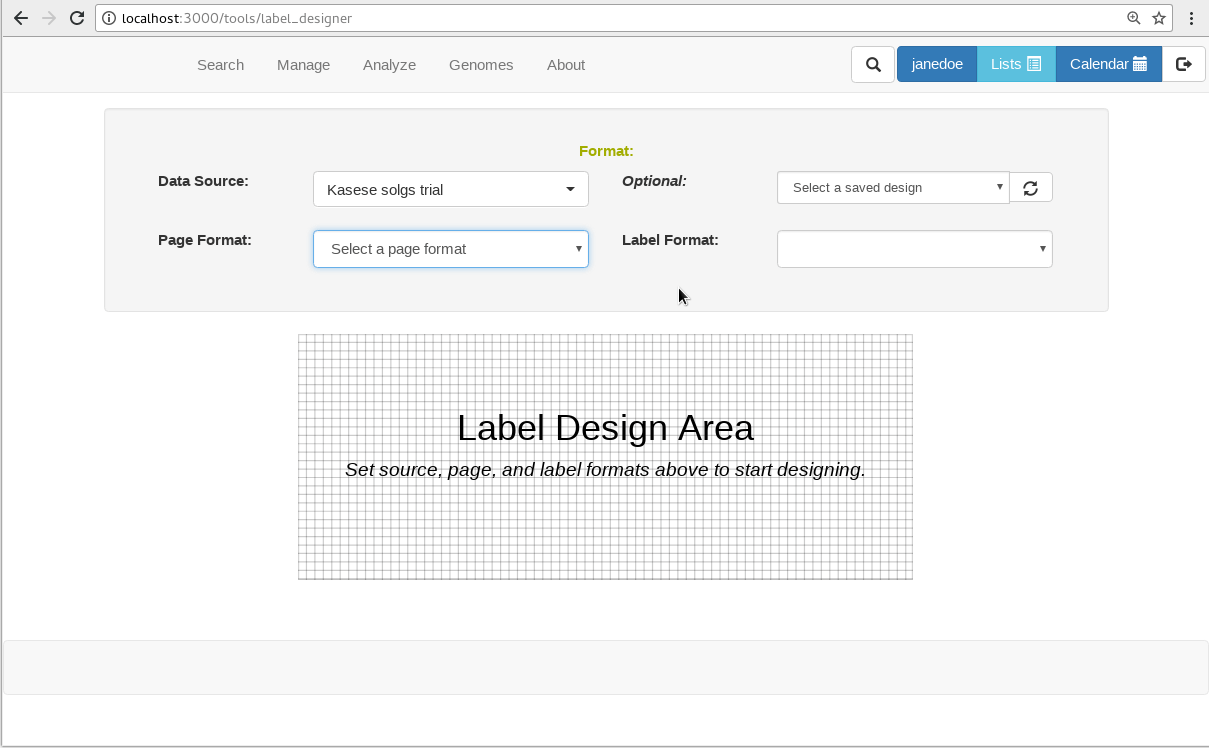 localhost:3000/tools/label_designer
Search Manage Analyze Genomes About janedoe Lists Calendar
Format:
Data Source: Kasese solgs trial Optional: Select a saved design
Page Format: Select a page format Label Format:
Label Design Area
Set source, page, and label formats above to start designing.